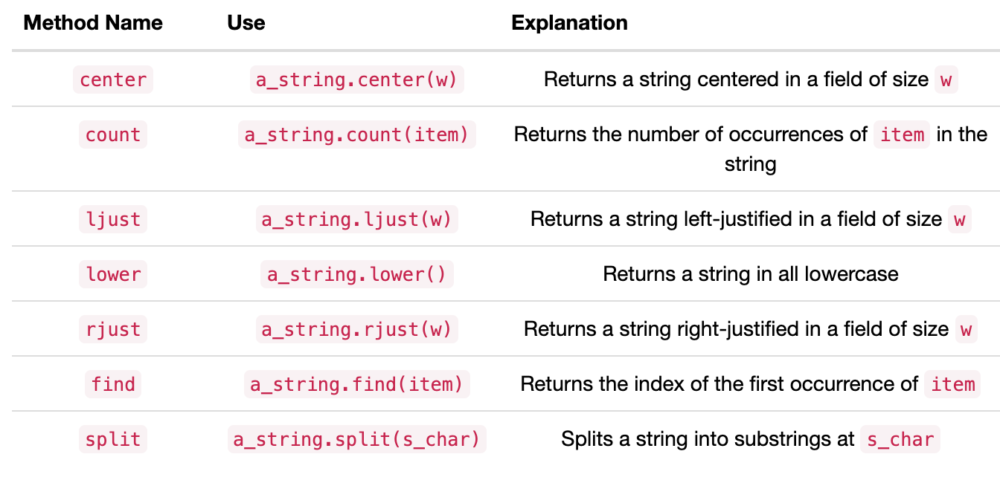 Method Name Use Explanation
center a_string.center(w) Returns a string centered in a field of size w
count a_string.count(item) Returns the number of occurrences of item in the
string
ljust a_string.ljust(w) Returns a string left-justified in a field of size w
lower a_string.lower() Returns a string in all lowercase
rjust a_string.rjust(w) Returns a string right-justified in a field of size w
find a_string.find(item) Returns the index of the first occurrence of item
split a_string.split(s_char) Splits a string into substrings at s_char